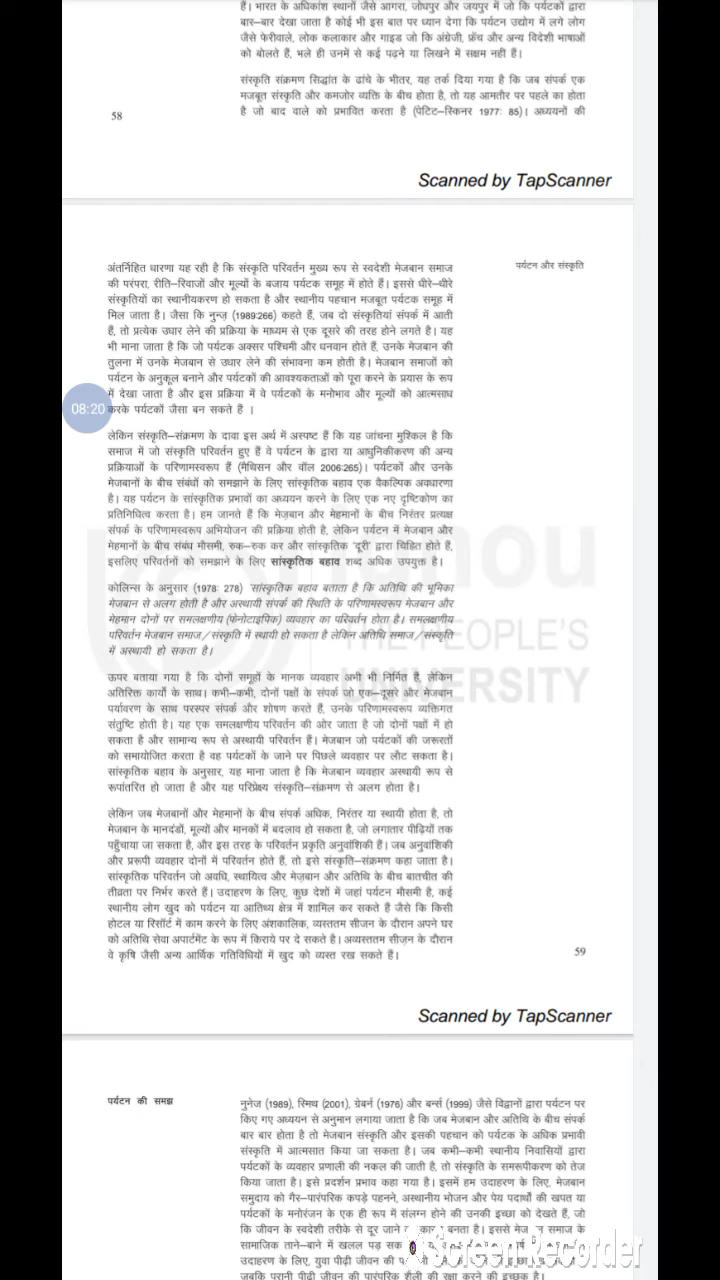 हैं। भारत के अधिकांश स्थानों जैसे आगरा, जोधपुर और जयपुर में जो कि पर्यटकों द्वारा
बार–बार देखा जाता है कोई भी इस बात पर ध्यान देगा कि पर्यटन उद्योग में लगे लोग
जैसे फेरीवाले, लोक कलाकार और गाइड जो कि अंग्रेजी, फ्रेंच और अन्य विदेशी भाषाओं
को बोलते हैं, भले ही उनमें से कई पढ़ने या लिखने में सक्षम नहीं हैं।
संस्कृति संक्रमण सिद्धांत के ढांचे के भीतर, यह तर्क दिया गया है कि जब संपर्क एक
मजबूत संस्कृति और कमजोर व्यक्ति के बीच होता है, तो यह आमतौर पर पहले का होता
है जो बाद वाले को प्रभावित करता है (पेटिट–स्किनर 1977: 85)। अध्ययनों की
58
Scanned by TapScanner
पर्यटन और संस्कृति
अंतर्निहित धारणा यह रही है कि संस्कृति परिवर्तन मुख्य रूप से स्वदेशी मेजबान समाज
की परंपरा, रीति–रिवाजों और मूल्यों के बजाय पर्यटक समूह में होते हैं। इससे धीरे–धीरे
संस्कृतियों का स्थानीयकरण हो सकता है और स्थानीय पहचान मजबूत पर्यटक समूह में
मिल जाता है। जैसा कि नुन्ज़ (1989:266) कहते हैं, जब दो संस्कृतियां संपर्क में आती
हैं, तो प्रत्येक उधार लेने की प्रक्रिया के माध्यम से एक दूसरे की तरह होने लगते है। यह
भी माना जाता है कि जो पर्यटक अक्सर पश्चिमी और धनवान होते हैं, उनके मेजबान की
तुलना में उनके मेजबान से उधार लेने की संभावना कम होती है। मेजबान समाजों को
पर्यटन के अनुकूल बनाने और पर्यटकों की आवश्यकताओं को पूरा करने के प्रयास के रूप
में देखा जाता है और इस प्रक्रिया में वे पर्यटकों के मनोभाव और मूल्यों को आत्मसाध
08:20
करके पर्यटकों जैसा बन सकते हैं ।
लेकिन संस्कृति–संक्रमण के दावा इस अर्थ में अस्पष्ट हैं कि यह जांचना मुश्किल है कि
समाज में जो संस्कृति परिवर्तन हुए हैं वे पर्यटन के द्वारा या आधुनिकीकरण की अन्य
प्रक्रियाओं के परिणामस्वरूप हैं (मैथिसन और वॉल 2006:265)। पर्यटकों और उनके
मेजबानों के बीच संबंधों को समझाने के लिए सांस्कृतिक बहाव एक वैकल्पिक अवधारणा
है। यह पर्यटन के सांस्कृतिक प्रभावों का अध्ययन करने के लिए एक नए दृष्टिकोण का
प्रतिनिधित्व करता है। हम जानते हैं कि मेज़बान और मेहमानों के बीच निरंतर प्रत्यक्ष
संपर्क के परिणामस्वरूप अभियोजन की प्रक्रिया होती है, लेकिन पर्यटन में मेजबान और
मेहमानों के बीच संबंध मौसमी, रुक–रुक कर और सांस्कृतिक 'दूरी' द्वारा चिह्नित होते हैं,
इसलिए परिवर्तनों को समझाने के लिए सांस्कृतिक बहाव शब्द अधिक उपयुक्त है।
कोलिन्स के अनुसार (1978: 278) 'सांस्कृतिक बहाव बताता है कि अतिथि की भूमिका
मेजबान से अलग होती है और अस्थायी संपर्क की स्थिति के परिणामस्वरूप मेजबान और
मेहमान दोनों पर समलक्षणीय (फेनोटाइपिक) व्यवहार का परिवर्तन होता है। समलक्षणीय
परिवर्तन मेजबान समाज/संस्कृति में स्थायी हो सकता है लेकिन अतिथि समाज/संस्कृति
में अस्थायी हो सकता है।
ऊपर बताया गया है कि दोनों समूहों के मानक व्यवहार अभी भी निर्मित हैं, लेकिन
अतिरिक्त कार्यों के साथ। कभी–कभी, दोनों पक्षों के संपर्क जो एक–दूसरे और मेजबान
पर्यावरण के साथ परस्पर संपर्क और शोषण करते हैं, उनके परिणामस्वरूप व्यक्तिगत
संतुष्टि होती है। यह एक समलक्षणीय परिवर्तन की ओर जाता है जो दोनों पक्षों में हो
सकता है और सामान्य रूप से अस्थायी परिवर्तन हैं। मेजबान जो पर्यटकों की जरूरतों
को समायोजित करता है वह पर्यटकों के जाने पर पिछले व्यवहार पर लौट सकता है।
सांस्कृतिक बहाव के अनुसार, यह माना जाता है कि मेजबान व्यवहार अस्थायी रूप से
रूपांतरित हो जाता है और यह परिप्रेक्ष्य संस्कृति–संक्रमण से अलग होता है।
लेकिन जब मेजबानों और मेहमानों के बीच संपर्क अधिक, निरंतर या स्थायी होता है, तो
मेजबान के मानदंडों, मूल्यों और मानकों में बदलाव हो सकता है, जो लगातार पीढ़ियों तक
पहुँचाया जा सकता है, और इस तरह के परिवर्तन प्रकृति अनुवांशिकी हैं। जब अनुवांशिकी
और प्ररूपी व्यवहार दोनों में परिवर्तन होते हैं, तो इसे संस्कृति–संक्रमण कहा जाता है।
सांस्कृतिक परिवर्तन जो अवधि, स्थायित्व और मेज़बान और अतिथि के बीच बातचीत की
तीव्रता पर निर्भर करते हैं। उदाहरण के लिए, कुछ देशों में जहां पर्यटन मौसमी है, कई
स्थानीय लोग खुद को पर्यटन या आतिथ्य क्षेत्र में शामिल कर सकते हैं जैसे कि किसी
होटल या रिसॉर्ट में काम करने के लिए अंशकालिक, व्यस्ततम सीजन के दौरान अपने घर
को अतिथि सेवा अपार्टमेंट के रूप में किराये पर दे सकते है। अव्यस्ततम सीज़न के दौरान
वे कृषि जैसी अन्य आर्थिक गतिविधियों में खुद को व्यस्त रख सकते हैं।
59
ignou
THE PEOPLE'S
UNIVERSITY
Scanned by TapScanner
पर्यटन की समझ
नुनेज (1989), स्मिथ (2001), ग्रेबर्न (1976) और बर्न्स (1999) जैसे विद्वानों द्वारा पर्यटन पर
किए गए अध्ययन से अनुमान लगाया जाता है कि जब मेजबान और अतिथि के बीच संपर्क
बार बार होता है तो मेजबान संस्कृति और इसकी पहचान को पर्यटक के अधिक प्रभावी
संस्कृति में आत्मसात किया जा सकता है। जब कभी–कभी स्थानीय निवासियों द्वारा
पर्यटकों के व्यवहार प्रणाली की नकल की जाती है, तो संस्कृति के समरूपीकरण को तेज
किया जाता है। इसे प्रदर्शन प्रभाव कहा गया है। इसमें हम उदाहरण के लिए, मेजबान
समुदाय को गैर–पारंपरिक कपड़े पहनने, अस्थानीय भोजन और पेय पदार्थों की खपत या
पर्यटकों के मनोरंजन के एक ही रूप में संलग्न होने की उनकी इच्छा को देखते हैं, जो
कि जीवन के स्वदेशी तरीके से दूर जाने बनता है। इससे समाज के
सामाजिक ताने–बाने में खलल पड़
उदाहरण के लिए, युवा पीढ़ी जीवन की
जबकि पुरानी पीढ़ी जीवन की पारंपरिक शैली की रक्षा करने की इच्छुक है।
Screen Recorder